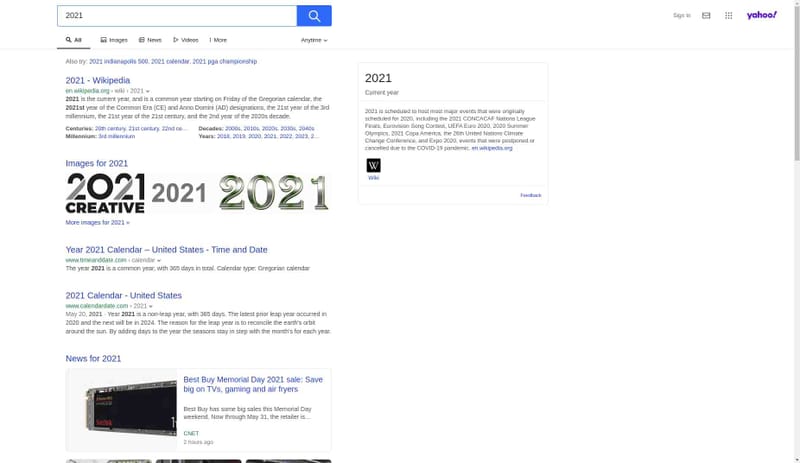 2021
Sign in
yahoo!
All
Images
News
Videos
More
Anytime
Also try: 2021 indianapolis 500, 2021 calendar, 2021 pga championship
2021 - Wikipedia
en.wikipedia.org › wiki › 2021
2021 is the current year, and is a common year starting on Friday of the Gregorian calendar, the
2021st year of the Common Era (CE) and Anno Domini (AD) designations, the 21st year of the 3rd
millennium, the 21st year of the 21st century, and the 2nd year of the 2020s decade.
Centuries: 20th century, 21st century, 22nd ce...
Decades: 2000s, 2010s, 2020s, 2030s, 2040s
Millennium: 3rd millennium
Years: 2018, 2019, 2020, 2021, 2022, 2023, 2...
Images for 2021
2021
CREATIVE
2021
2021
More Images for 2021 »
Year 2021 Calendar – United States - Time and Date
www.timeanddate.com › calendar
The year 2021 is a common year, with 365 days in total. Calendar type: Gregorian calendar
2021 Calendar - United States
www.calendardate.com › 2021
May 20, 2021 · Year 2021 is a non-leap year, with 365 days. The latest prior leap year occurred in
2020 and the next will be in 2024. The reason for the leap year is to reconcile the earth's orbit
around the sun. By adding days to the year the seasons stay in step with the month's for each year.
News for 2021
Best Buy Memorial Day 2021 sale: Save
big on TVs, gaming and air fryers
Best Buy has some big sales this Memorial Day
weekend. Now through May 31, the retailer is...
CNET
2 hours ago
SanDisk
2021
Current year
2021 is scheduled to host most major events that were originally
scheduled for 2020, including the 2021 CONCACAF Nations League
Finals, Eurovision Song Contest, UEFA Euro 2020, 2020 Summer
Olympics, 2021 Copa America, the 26th United Nations Climate
Change Conference, and Expo 2020, events that were postponed or
cancelled due to the COVID-19 pandemic. en.wikipedia.org
W
Wiki
Feedback